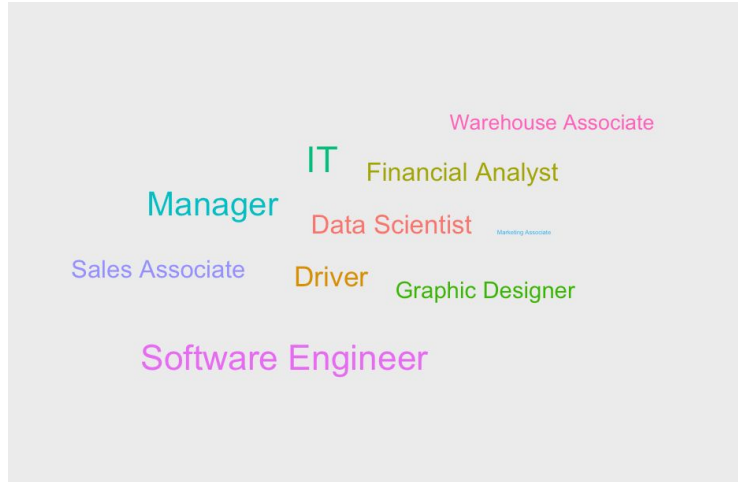 Warehouse Associate
IT
Financial Analyst
Manager
Data Scientist
Marketing Associate
Sales Associate
Driver
Graphic Designer
Software Engineer